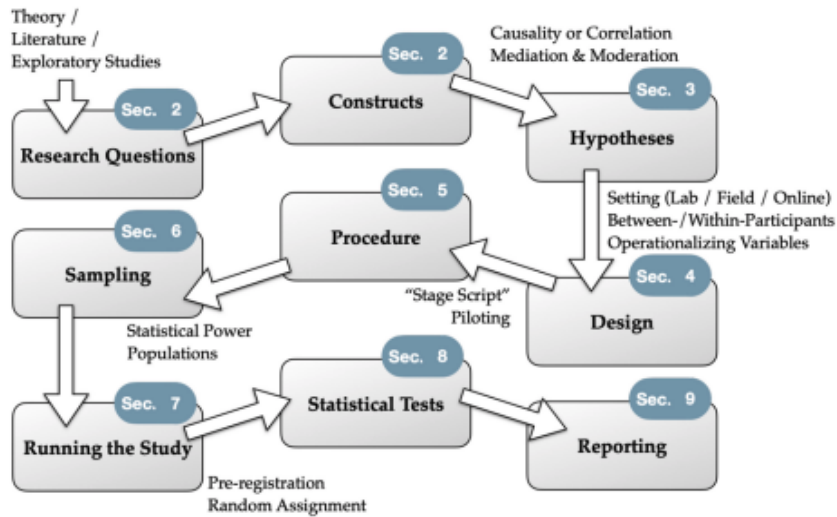 Theory /
Literature /
Exploratory Studies
Sec. 2
Research Questions
Sec. 2
Constructs
Causality or Correlation
Mediation & Moderation
Sec. 3
Hypotheses
Setting (Lab / Field / Online)
Between-/Within-Participants
Operationalizing Variables
Sec. 4
Design
“Stage Script”
Piloting
Sec. 5
Procedure
Sec. 6
Sampling
Statistical Power
Populations
Sec. 7
Running the Study
Pre-registration
Random Assignment
Sec. 8
Statistical Tests
Sec. 9
Reporting